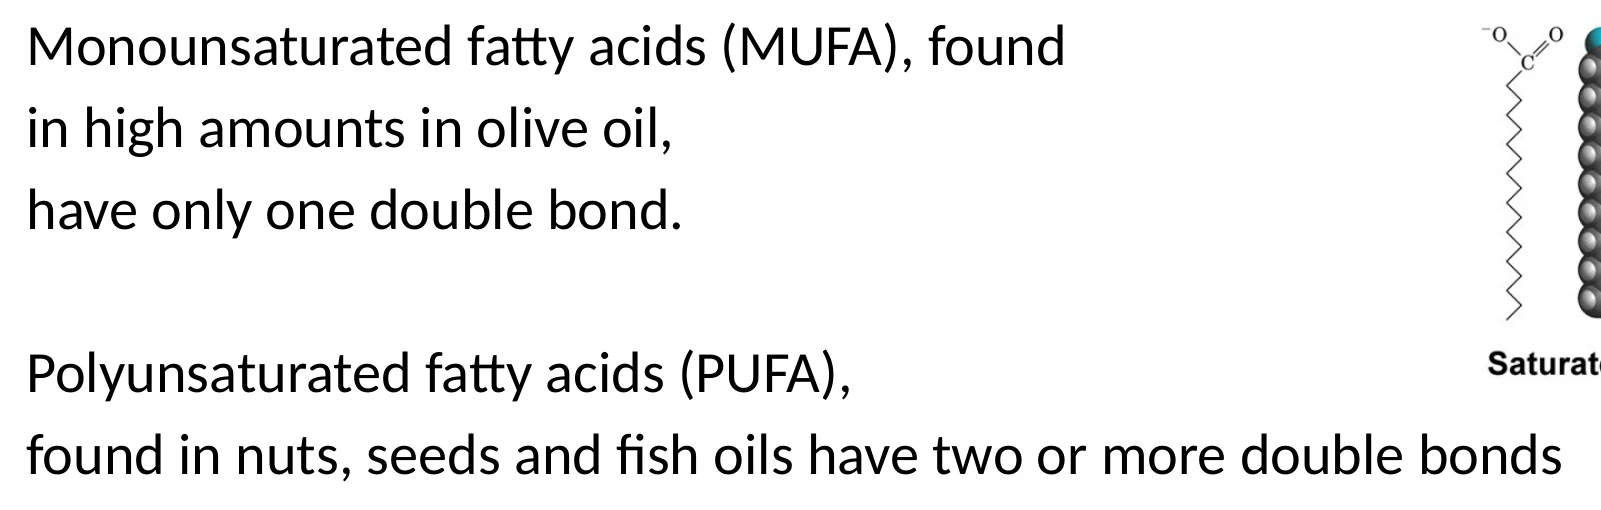 Monounsaturated fatty acids (MUFA), found
in high amounts in olive oil,
have only one double bond.
⁻O O
C
Polyunsaturated fatty acids (PUFA),
Saturat
found in nuts, seeds and fish oils have two or more double bonds